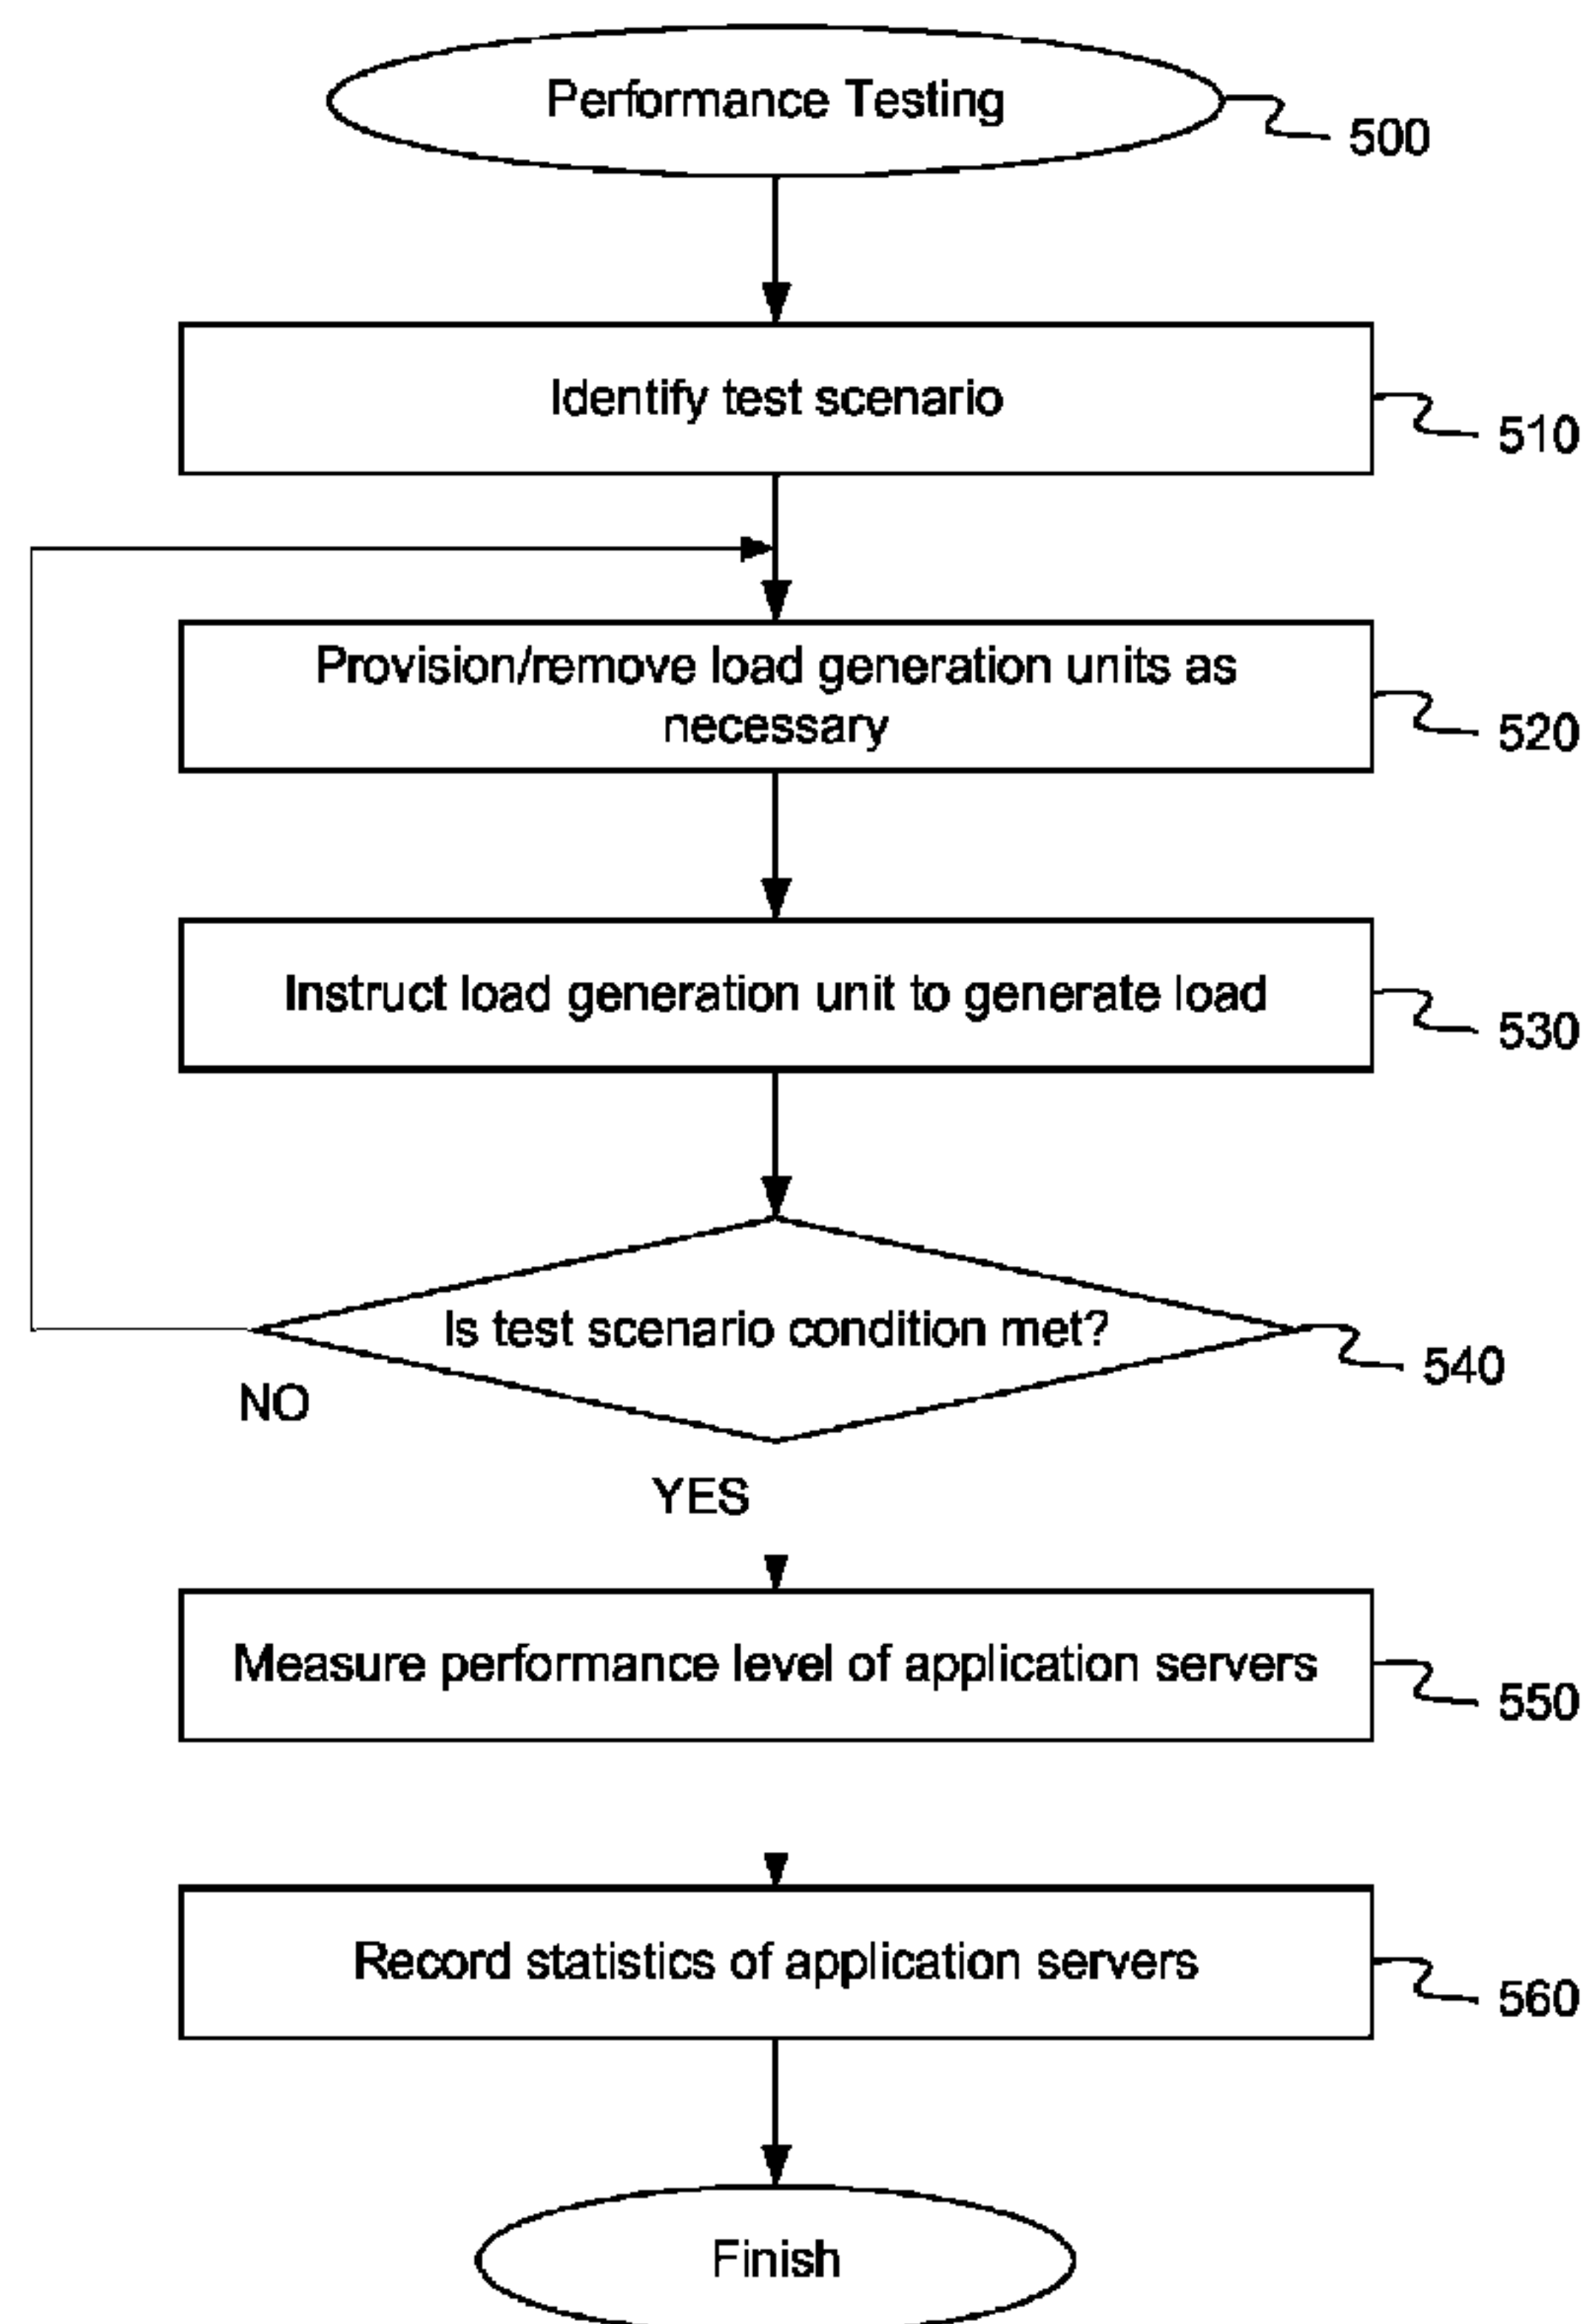 Performance Testing
500
Identify test scenario
510
Provision/remove load generation units as
necessary
520
Instruct load generation unit to generate load
530
Is test scenario condition met?
540
NO
YES
Measure performance level of application servers
550
Record statistics of application servers
560
Finish